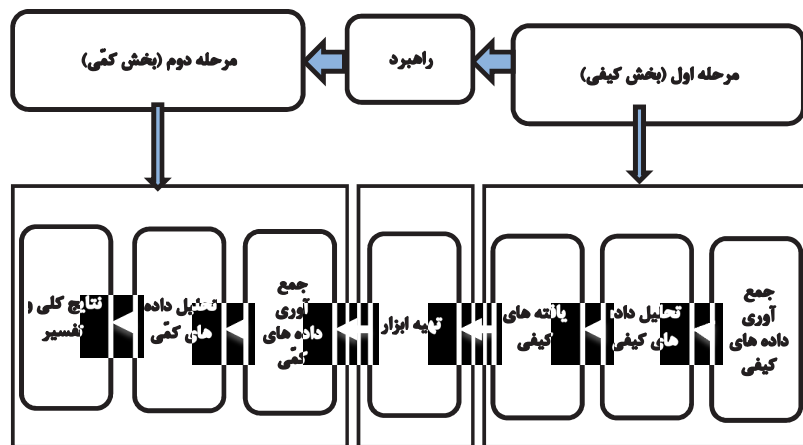 مرحله اول (بخش کیفی)
راهبرد
مرحله دوم (بخش کمّی)
جمع
آوری
داده های
کیفی
تحلیل داده
های کیفی
یافته های
کیفی
تهیه ابزار
جمع
آوری
داده های
کمّی
تحلیل داده
های کمّی
نتایج کلی و
تفسیر